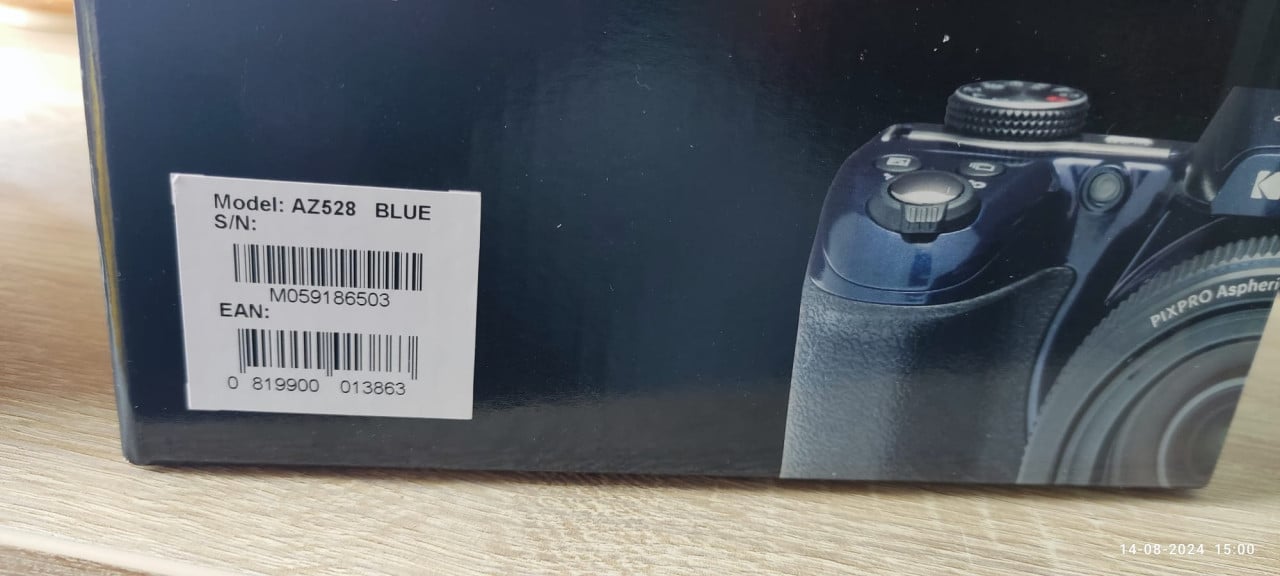 Model: AZ528 BLUE
S/N:
M059186503
EAN:
0 819900 013863
PIXPRO Aspheri
14-08-2024 15:00